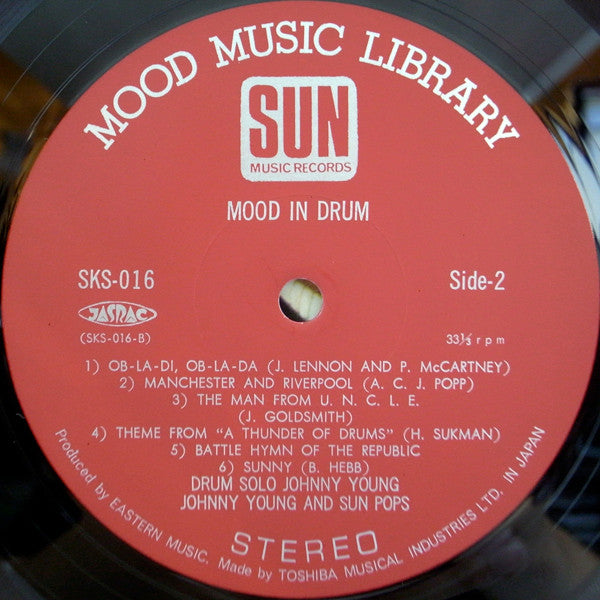 MOOD MUSIC LIBRARY
SUN
MUSIC RECORDS
MOOD IN DRUM
SKS-016
Side-2
JASRAC
(SKS-016-B)
33⅓ rpm
1) OB-LA-DI, OB-LA-DA (J. LENNON AND P. McCARTNEY)
2) MANCHESTER AND RIVERPOOL (A. C. J. POPP)
3) THE MAN FROM U. N. C. L. E.
(J. GOLDSMITH)
4) THEME FROM "A THUNDER OF DRUMS" (H. SUKMAN)
5) BATTLE HYMN OF THE REPUBLIC
6) SUNNY (B. HEBB)
DRUM SOLO JOHNNY YOUNG
JOHNNY YOUNG AND SUN POPS
STEREO
Produced by EASTERN MUSIC, Made by TOSHIBA MUSICAL INDUSTRIES LTD. IN JAPAN